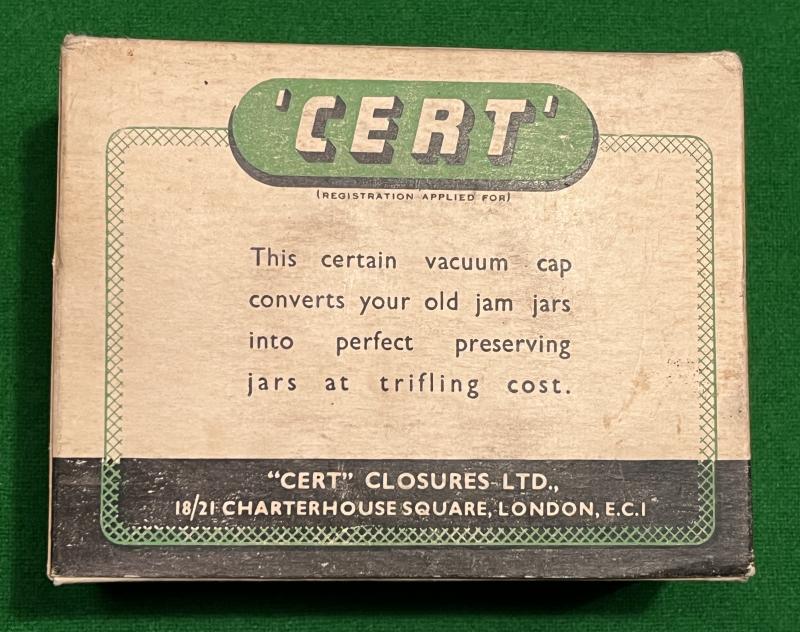 'CERT'
(REGISTRATION APPLIED FOR)
This certain vacuum cap
converts your old jam jars
into perfect preserving
jars at trifling cost.
“CERT” CLOSURES LTD.,
18/21 CHARTERHOUSE SQUARE, LONDON, E.C.1